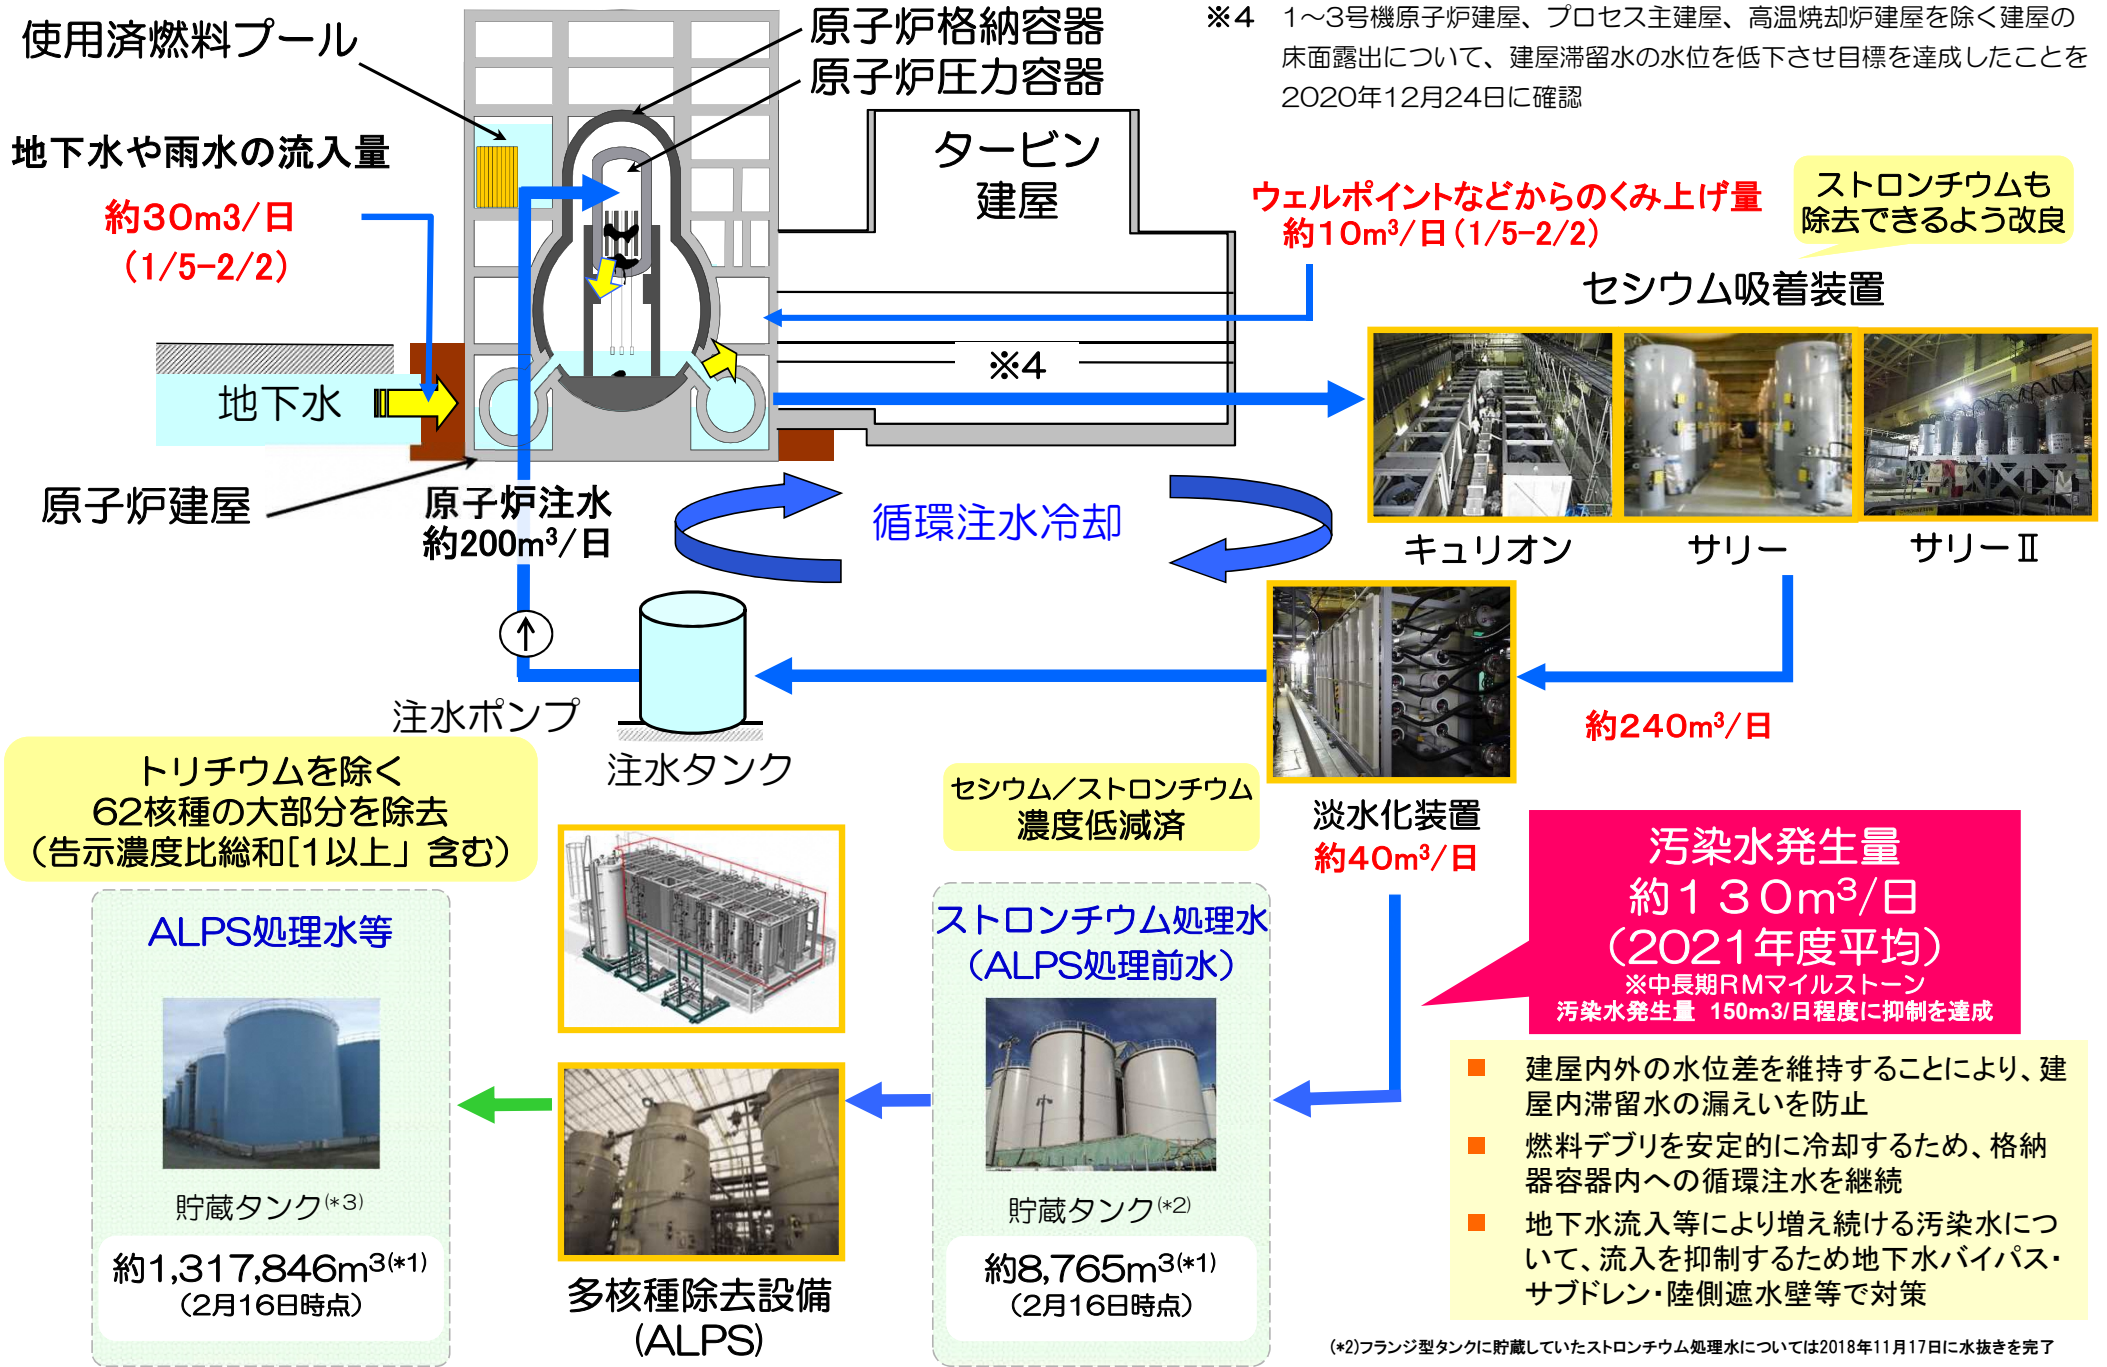 使用済燃料プール
原子炉格納容器
原子炉圧力容器
※4　1～3号機原子炉建屋、プロセス主建屋、高温焼却炉建屋を除く建屋の
床面露出について、建屋滞留水の水位を低下させ目標を達成したことを
2020年12月24日に確認
地下水や雨水の流入量
約30m3/日
（1/5-2/2）
タービン
建屋
ウェルポイントなどからのくみ上げ量
約10m³/日（1/5-2/2）
ストロンチウムも
除去できるよう改良
セシウム吸着装置
※4
地下水
原子炉建屋
原子炉注水
約200m³/日
循環注水冷却
キュリオン
サリー
サリーⅡ
注水ポンプ
注水タンク
約240m³/日
淡水化装置
約40m³/日
トリチウムを除く
62核種の大部分を除去
（告示濃度比総和[1以上」含む）
セシウム／ストロンチウム
濃度低減済
汚染水発生量
約130m³/日
（2021年度平均）
※中長期RMマイルストーン
汚染水発生量　150m3/日程度に抑制を達成
ALPS処理水等
貯蔵タンク(*3)
約1,317,846m³(*1)
（2月16日時点）
多核種除去設備
(ALPS)
ストロンチウム処理水
（ALPS処理前水）
貯蔵タンク(*2)
約8,765m³(*1)
（2月16日時点）
■　建屋内外の水位差を維持することにより、建
屋内滞留水の漏えいを防止
■　燃料デブリを安定的に冷却するため、格納
器容器内への循環注水を継続
■　地下水流入等により増え続ける汚染水につ
いて、流入を抑制するため地下水バイパス・
サブドレン・陸側遮水壁等で対策
(*2)フランジ型タンクに貯蔵していたストロンチウム処理水については2018年11月17日に水抜きを完了